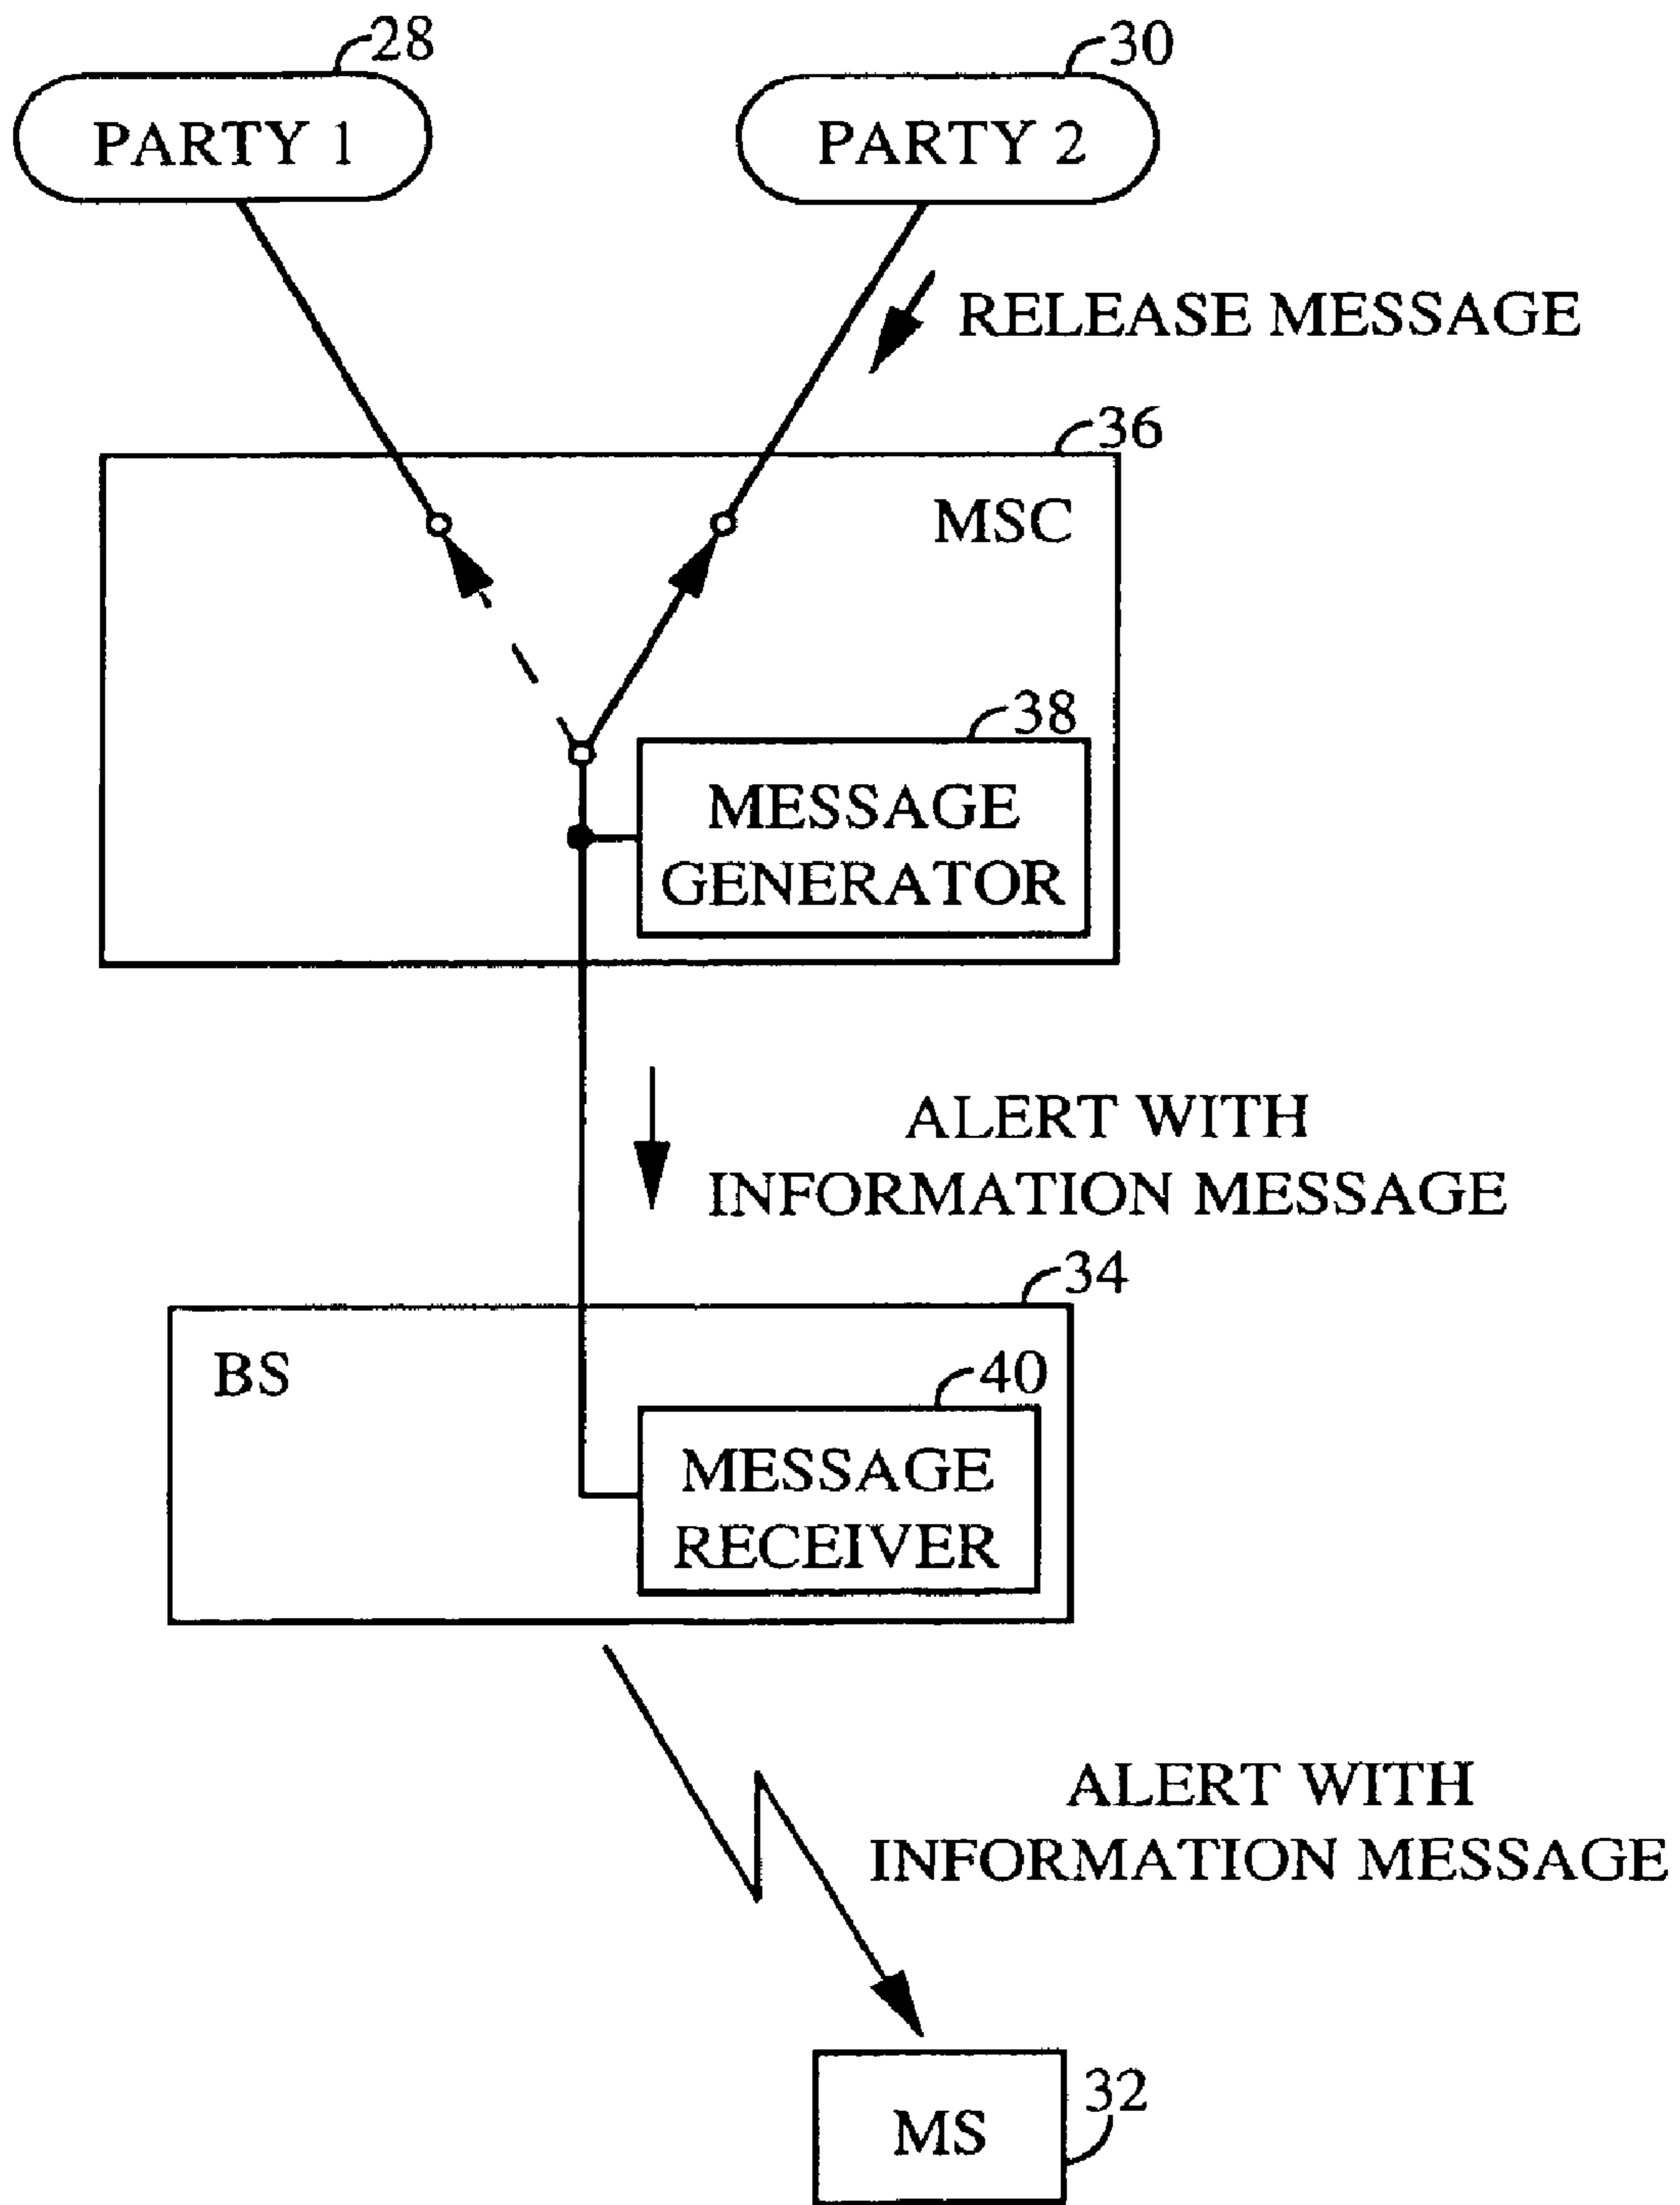 28
30
PARTY 1
PARTY 2
RELEASE MESSAGE
36
MSC
38
MESSAGE
GENERATOR
ALERT WITH
INFORMATION MESSAGE
34
BS
40
MESSAGE
RECEIVER
ALERT WITH
INFORMATION MESSAGE
32
MS